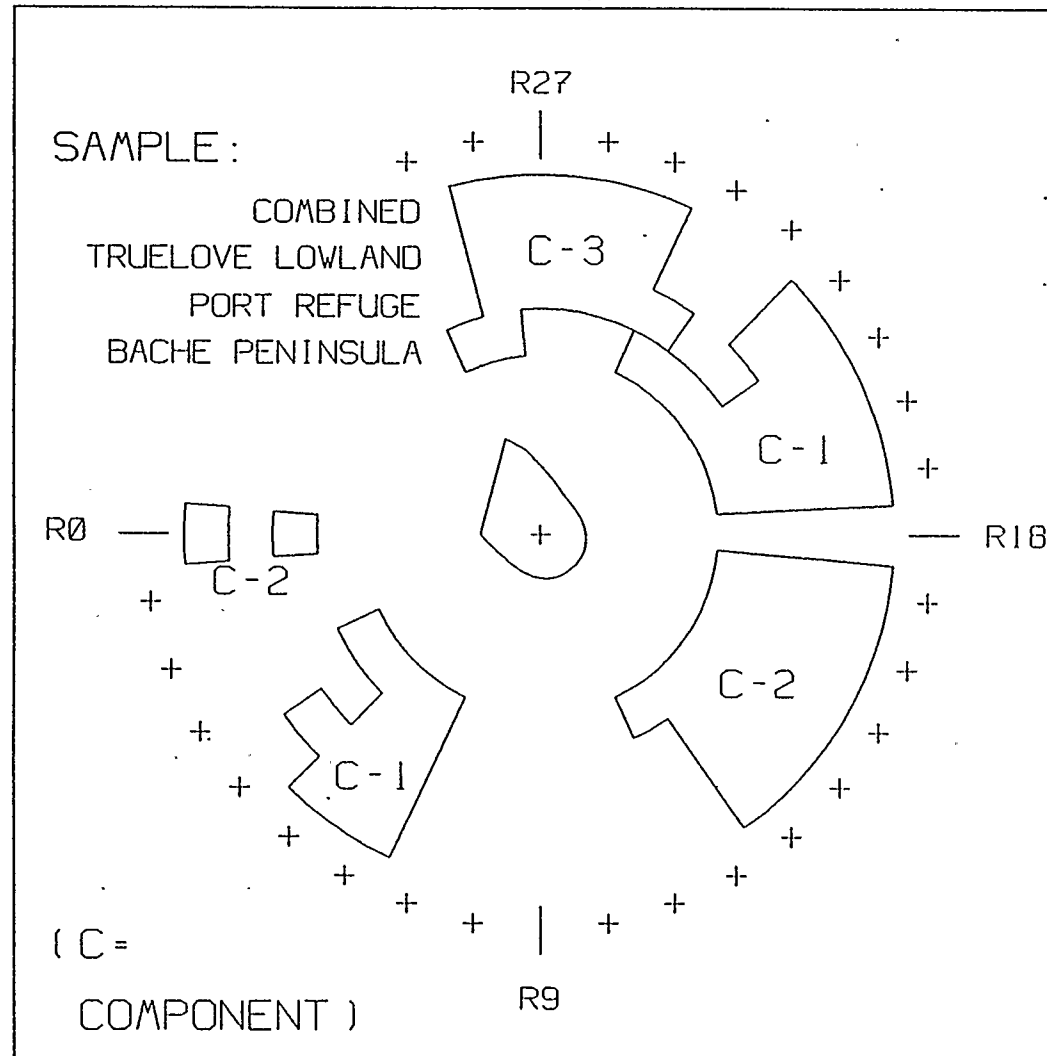 R27
SAMPLE:
COMBINED
TRUELOVE LOWLAND
PORT REFUGE
BACHE PENINSULA
C-3
C-1
R0
R18
C-2
C-2
C-1
(C=
COMPONENT)
R9